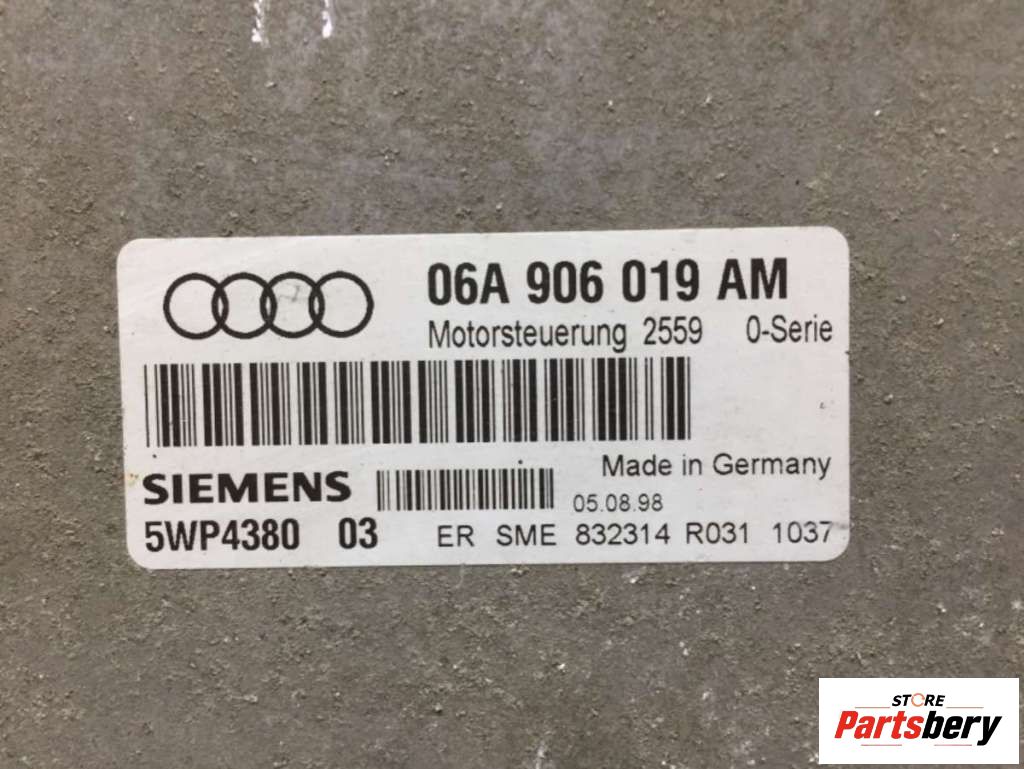 06A 906 019 AM
Motorsteuerung 2559 0-Serie
Made in Germany
SIEMENS
05.08.98
5WP4380 03 ER SME 832314 R031 1037
STORE
Partsbery